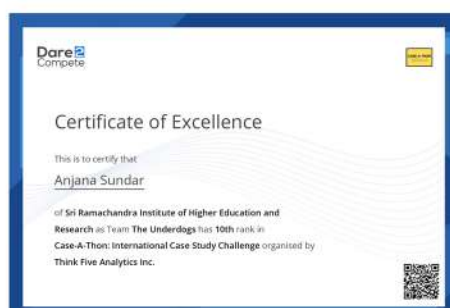 Dare2
Compete
Certificate of Excellence
This is to certify that
Anjana Sundar
of Sri Ramachandra Institute of Higher Education and
Research as Team The Underdogs has 10th rank in
Case-A-Thon: International Case Study Challenge organised by
Think Five Analytics Inc.